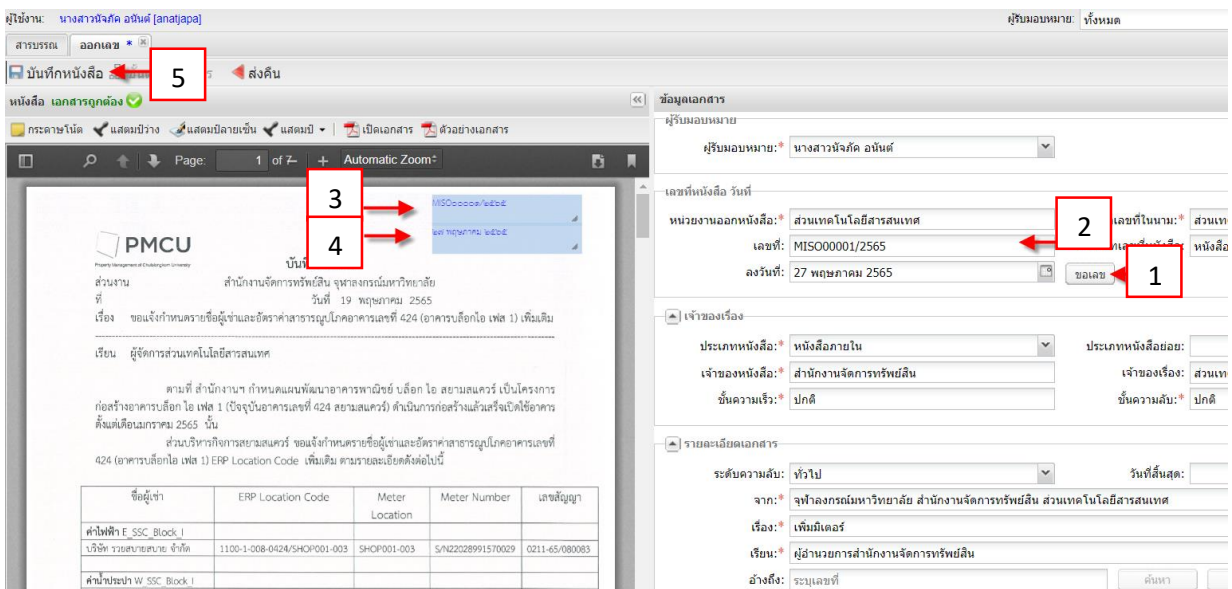 ผู้ใช้งาน: นางสาวนัจภัค อนันต์ [anatjapa] ผู้รับมอบหมาย: ทั้งหมด
สารบรรณ ออกเลข *
บันทึกหนังสือ 5 ส่งคืน
หนังสือ เอกสารถูกต้อง
ข้อมูลเอกสาร
กระดาษโน้ต แสตมป์ว่าง แสตมป์ลายเซ็น แสตมป์ เปิดเอกสาร ตัวอย่างเอกสาร
Page: 1 of 7 Automatic Zoom
3 MISO๐๐๐๐๑/๒๕๖๕
4 ๒๗ พฤษภาคม ๒๕๖๕
PMCU
Property Management of Chulalongkorn University
ส่วนงาน สำนักงานจัดการทรัพย์สิน จุฬาลงกรณ์มหาวิทยาลัย
ที่ วันที่ 19 พฤษภาคม 2565
เรื่อง ขอแจ้งกำหนดรายชื่อผู้เช่าและอัตราค่าสาธารณูปโภคอาคารเลขที่ 424 (อาคารบล็อกไอ เฟส 1) เพิ่มเติม
เรียน ผู้จัดการส่วนเทคโนโลยีสารสนเทศ
ตามที่ สำนักงานฯ กำหนดแผนพัฒนาอาคารพาณิชย์ บล็อก ไอ สยามสแควร์ เป็นโครงการ
ก่อสร้างอาคารบล็อก ไอ เฟส 1 (ปัจจุบันอาคารเลขที่ 424 สยามสแควร์) ดำเนินการก่อสร้างแล้วเสร็จเปิดใช้อาคาร
ตั้งแต่เดือนมกราคม 2565 นั้น
ส่วนบริหารกิจการสยามสแควร์ ขอแจ้งกำหนดรายชื่อผู้เช่าและอัตราค่าสาธารณูปโภคอาคารเลขที่
424 (อาคารบล็อกไอ เฟส 1) ERP Location Code เพิ่มเติม ตามรายละเอียดดังต่อไปนี้
ชื่อผู้เช่า ERP Location Code Meter Location Meter Number เลขสัญญา
ค่าไฟฟ้า E_SSC_Block_I
บริษัท รวยสบายสบาย จำกัด 1100-1-008-0424/SHOP001-003 SHOP001-003 S/N22028991570029 0211-65/080083
ค่าน้ำประปา W_SSC_Block_I
ผู้รับมอบหมาย
ผู้รับมอบหมาย:* นางสาวนัจภัค อนันต์
เลขที่หนังสือ วันที่
หน่วยงานออกหนังสือ:* ส่วนเทคโนโลยีสารสนเทศ เลขที่ในนาม:*
เลขที่: MISO00001/2565 2
ลงวันที่: 27 พฤษภาคม 2565 ขอเลข 1
เจ้าของเรื่อง
ประเภทหนังสือ:* หนังสือภายใน ประเภทหนังสือย่อย:
เจ้าของหนังสือ:* สำนักงานจัดการทรัพย์สิน เจ้าของเรื่อง:
ชั้นความเร็ว:* ปกติ ชั้นความลับ:* ปกติ
รายละเอียดเอกสาร
ระดับความลับ: ทั่วไป วันที่สิ้นสุด:
จาก:* จุฬาลงกรณ์มหาวิทยาลัย สำนักงานจัดการทรัพย์สิน ส่วนเทคโนโลยีสารสนเทศ
เรื่อง:* เพิ่มมิเตอร์
เรียน:* ผู้อำนวยการสำนักงานจัดการทรัพย์สิน
อ้างถึง: ระบุเลขที่ ค้นหา